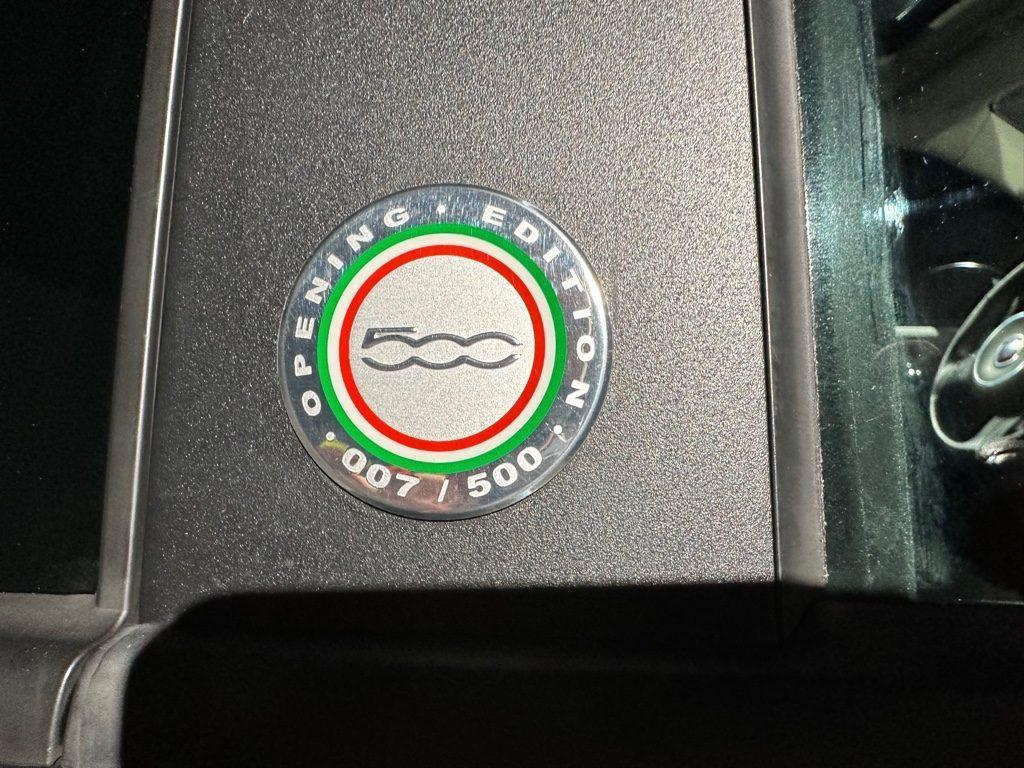 OPENING · EDITION
500
· 007 / 500 ·